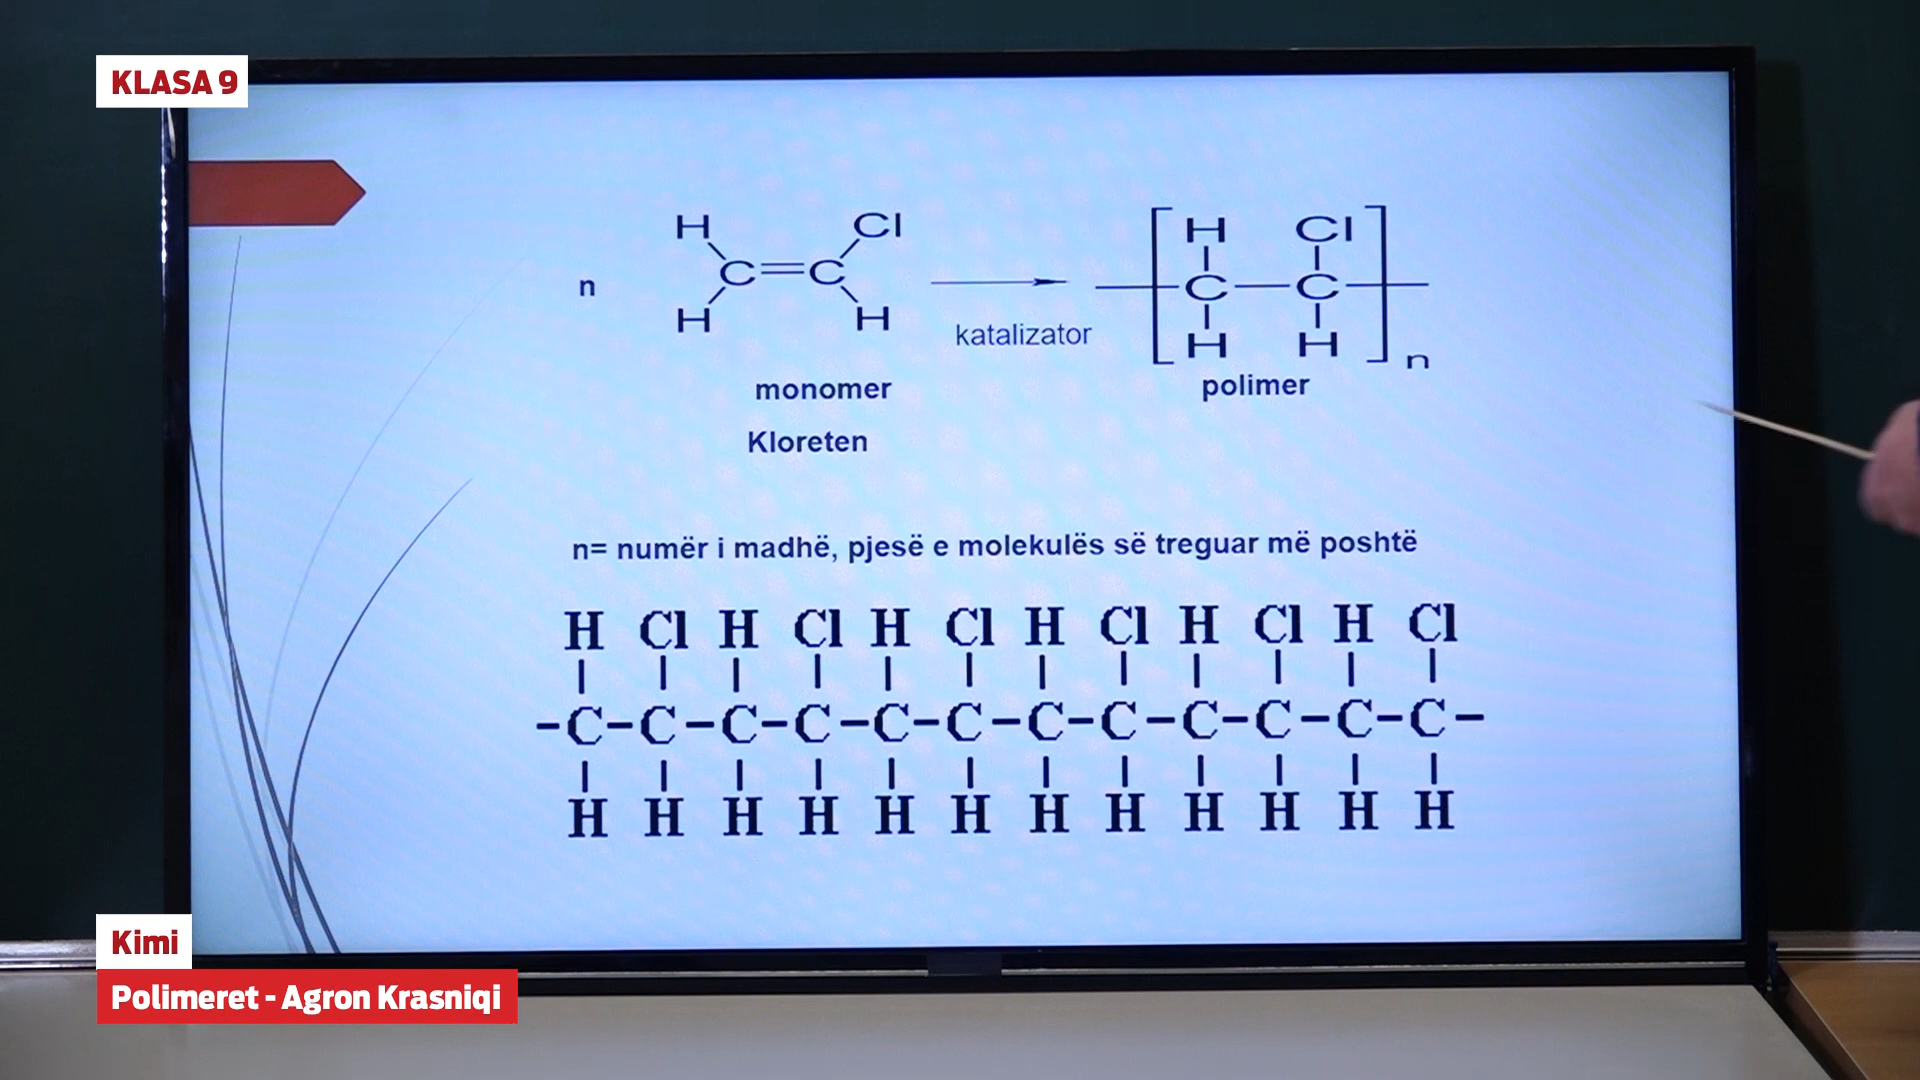 KLASA 9
H Cl
n C=C
H H
katalizator
H Cl
C—C
H H
n
monomer
polimer
Kloreten
n= numër i madhë, pjesë e molekulës së treguar më poshtë
H Cl H Cl H Cl H Cl H Cl H Cl
-C-C-C-C-C-C-C-C-C-C-C-C-
H H H H H H H H H H H H
Kimi
Polimeret - Agron Krasniqi